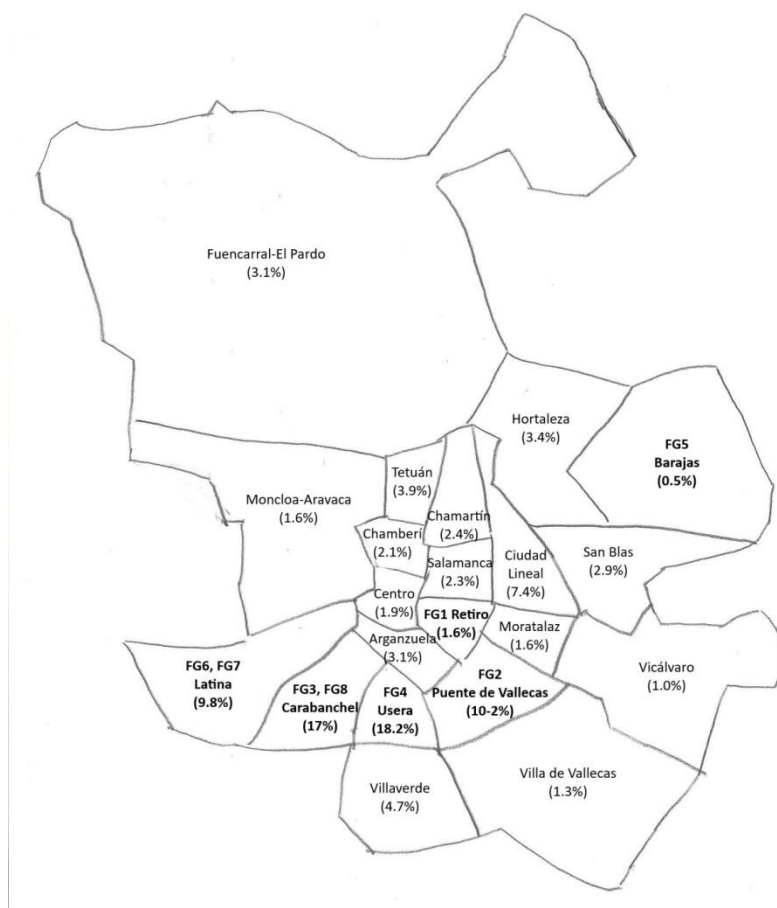 Fuencarral-El Pardo
(3.1%)
Hortaleza
(3.4%)
FG5
Barajas
(0.5%)
Tetuán
(3.9%)
Moncloa-Aravaca
(1.6%)
Chamartín
(2.4%)
Chamberí
(2.1%)
Ciudad
Lineal
(7.4%)
San Blas
(2.9%)
Salamanca
(2.3%)
Centro
(1.9%)
FG1 Retiro
(1.6%)
Moratalaz
(1.6%)
Arganzuela
(3.1%)
FG6, FG7
Latina
(9.8%)
FG3, FG8
Carabanchel
(17%)
FG4
Usera
(18.2%)
FG2
Puente de Vallecas
(10-2%)
Vicálvaro
(1.0%)
Villaverde
(4.7%)
Villa de Vallecas
(1.3%)